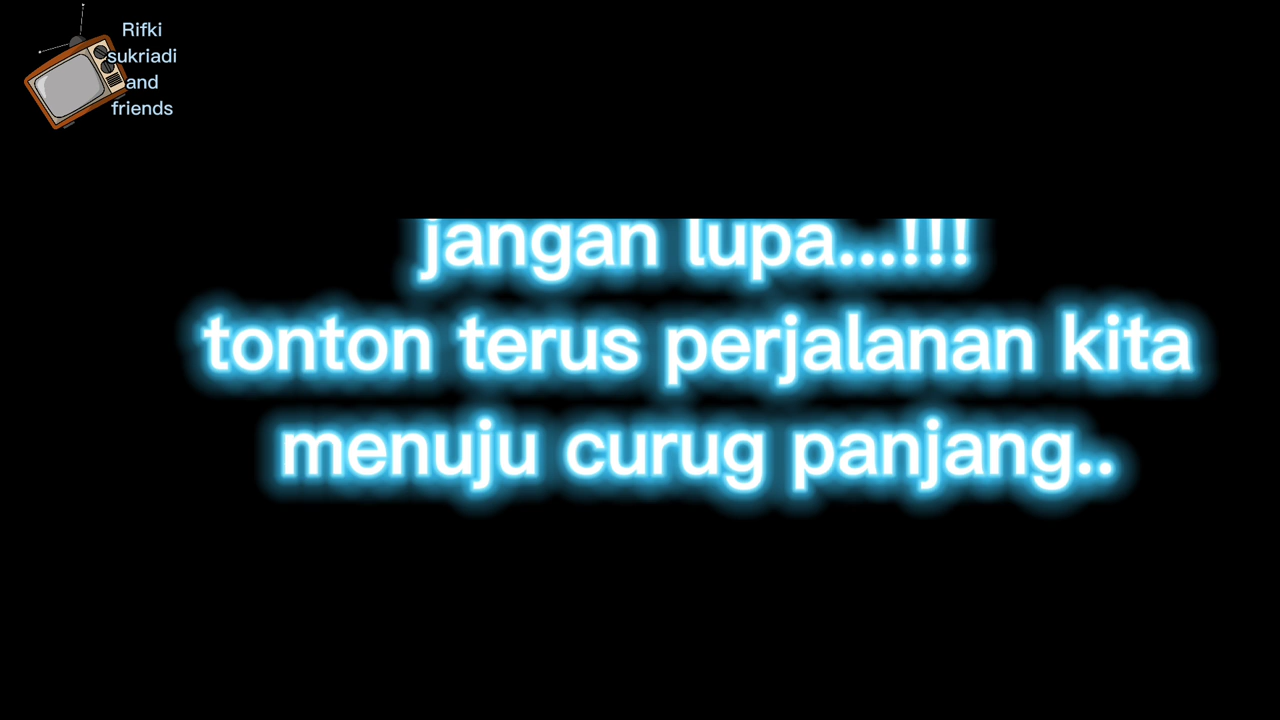 Rifki
sukriadi
and
friends
jangan lupa...!!!
tonton terus perjalanan kita
menuju curug panjang..